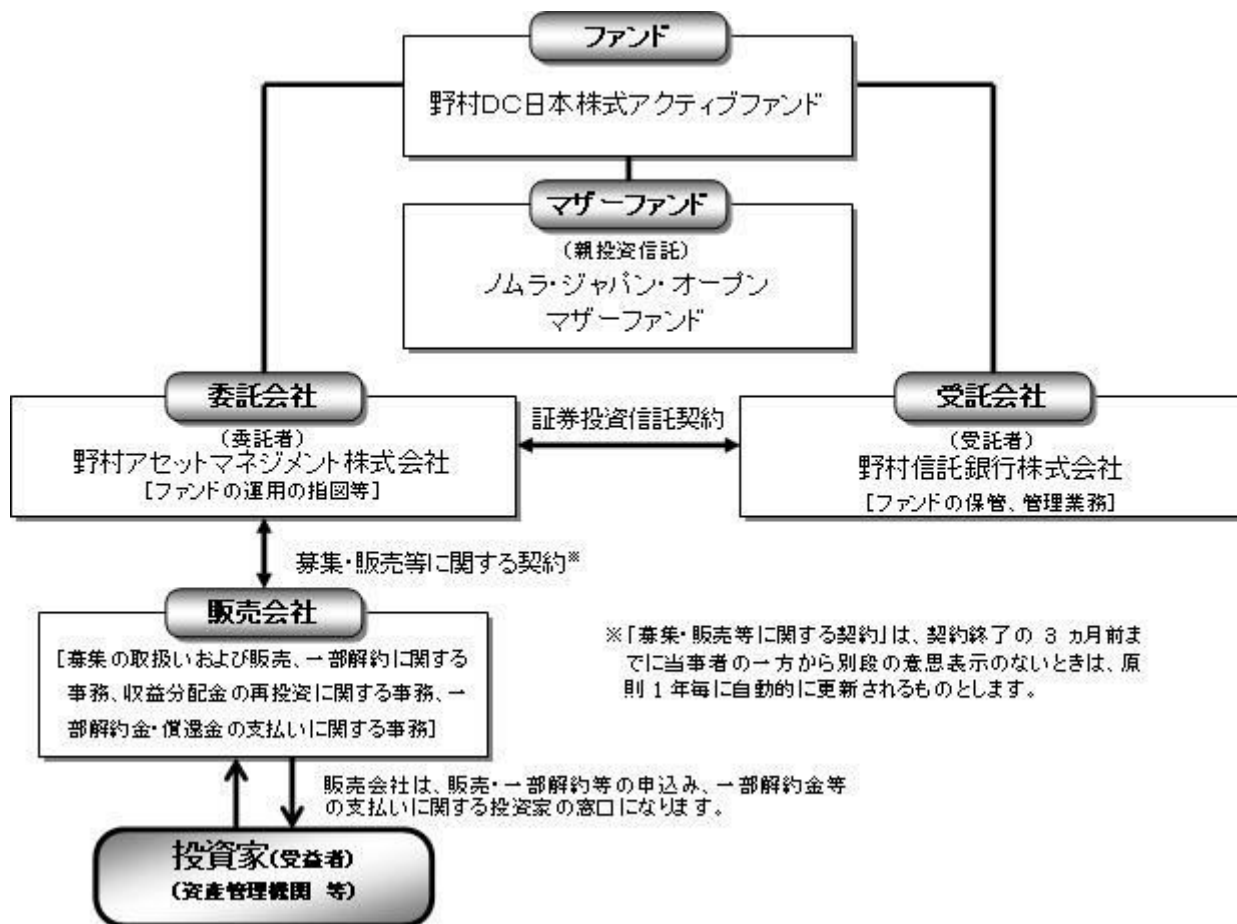 ファンド
野村DC日本株式アクティブファンド
マザーファンド
(親投資信託)
ノムラ・ジャパン・オープン
マザーファンド
委託会社
(委託者)
野村アセットマネジメント株式会社
[ファンドの運用の指図等]
証券投資信託契約
受託会社
(受託者)
野村信託銀行株式会社
[ファンドの保管、管理業務]
募集・販売等に関する契約※
販売会社
[募集の取扱いおよび販売、一部解約に関する
事務、収益分配金の再投資に関する事務、一
部解約金・償還金の支払いに関する事務]
※「募集・販売等に関する契約」は、契約終了の 3 ヵ月前ま
でに当事者の一方から別段の意思表示のないときは、原
則 1 年毎に自動的に更新されるものとします。
販売会社は、販売・一部解約等の申込み、一部解約金等
の支払いに関する投資家の窓口になります。
投資家(受益者)
(資産管理機関 等)